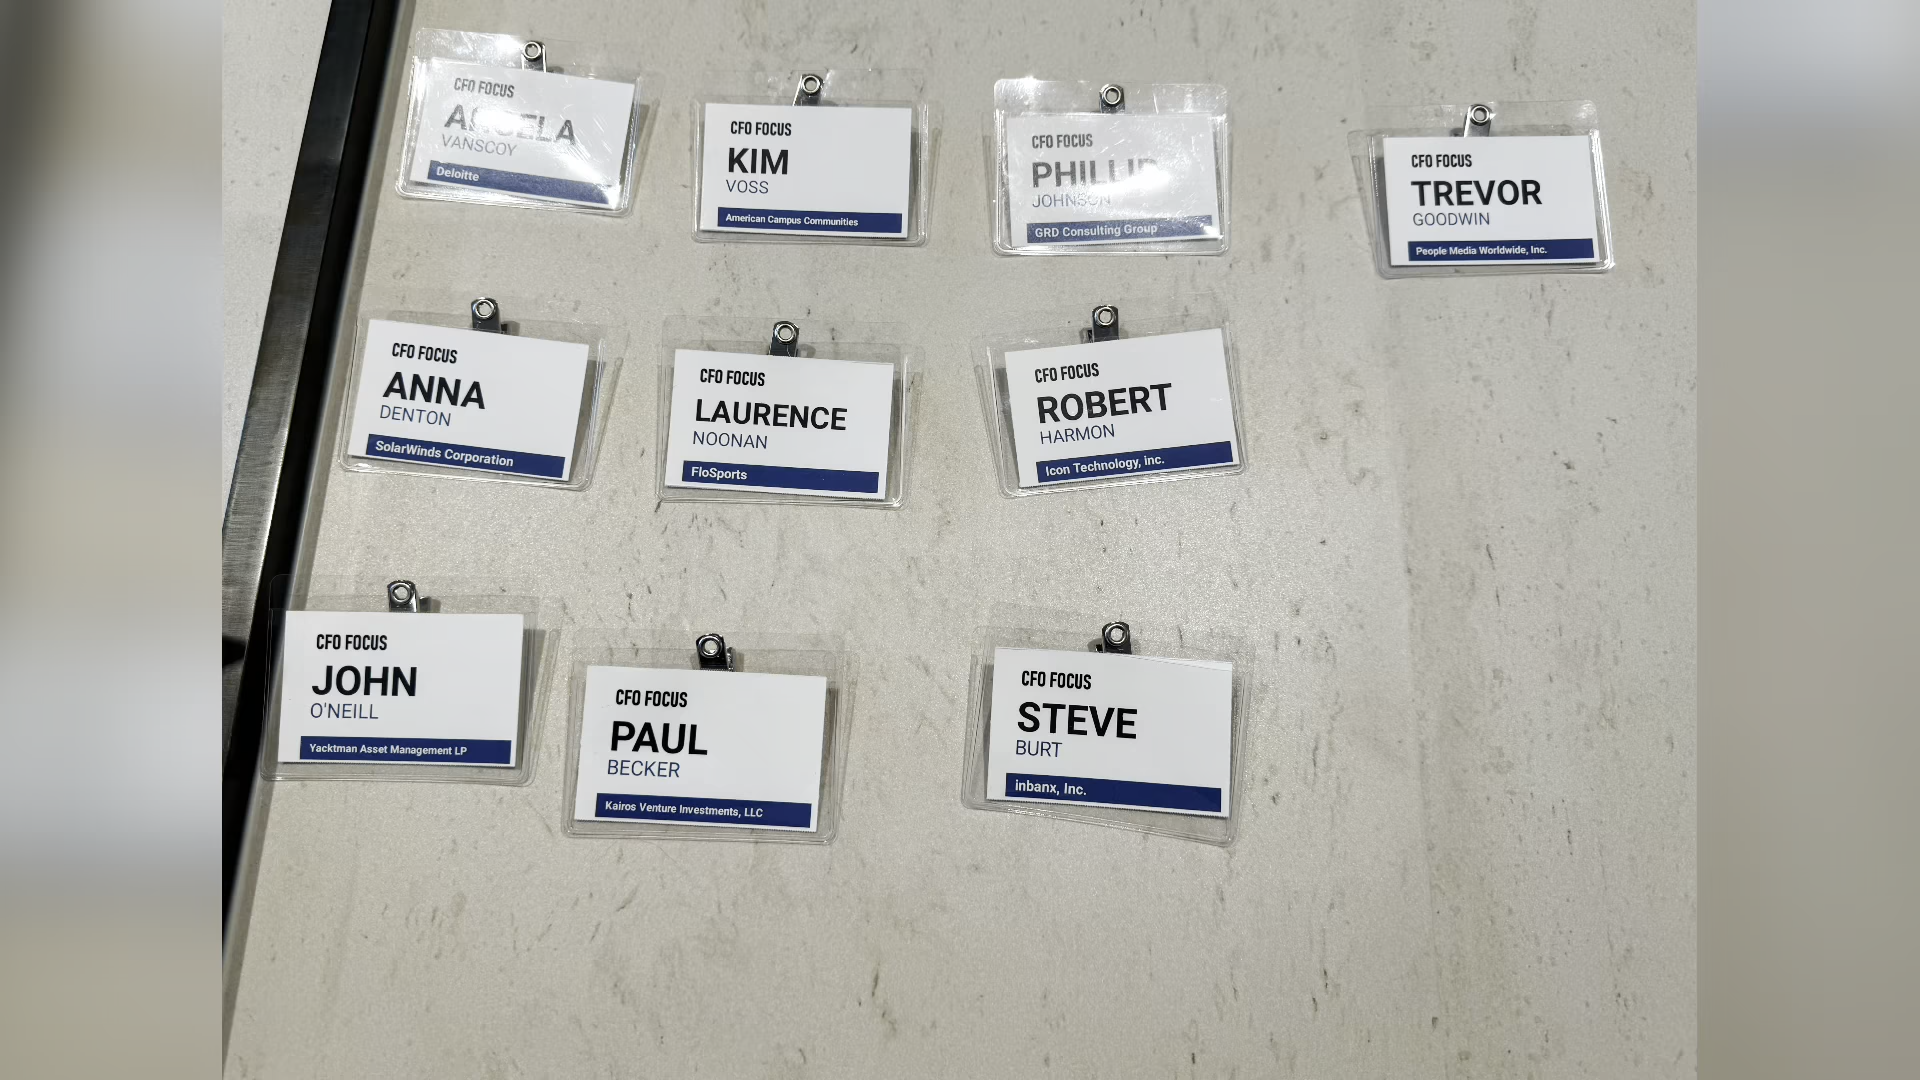 CFO FOCUS
ANGELA
VANSCOY
Deloitte
CFO FOCUS
KIM
VOSS
American Campus Communities
CFO FOCUS
PHILLIP
JOHNSON
GRD Consulting Group
CFO FOCUS
TREVOR
GOODWIN
People Media Worldwide, Inc.
CFO FOCUS
ANNA
DENTON
SolarWinds Corporation
CFO FOCUS
LAURENCE
NOONAN
FloSports
CFO FOCUS
ROBERT
HARMON
Icon Technology, inc.
CFO FOCUS
JOHN
O'NEILL
Yacktman Asset Management LP
CFO FOCUS
PAUL
BECKER
Kairos Venture Investments, LLC
CFO FOCUS
STEVE
BURT
inbanx, Inc.